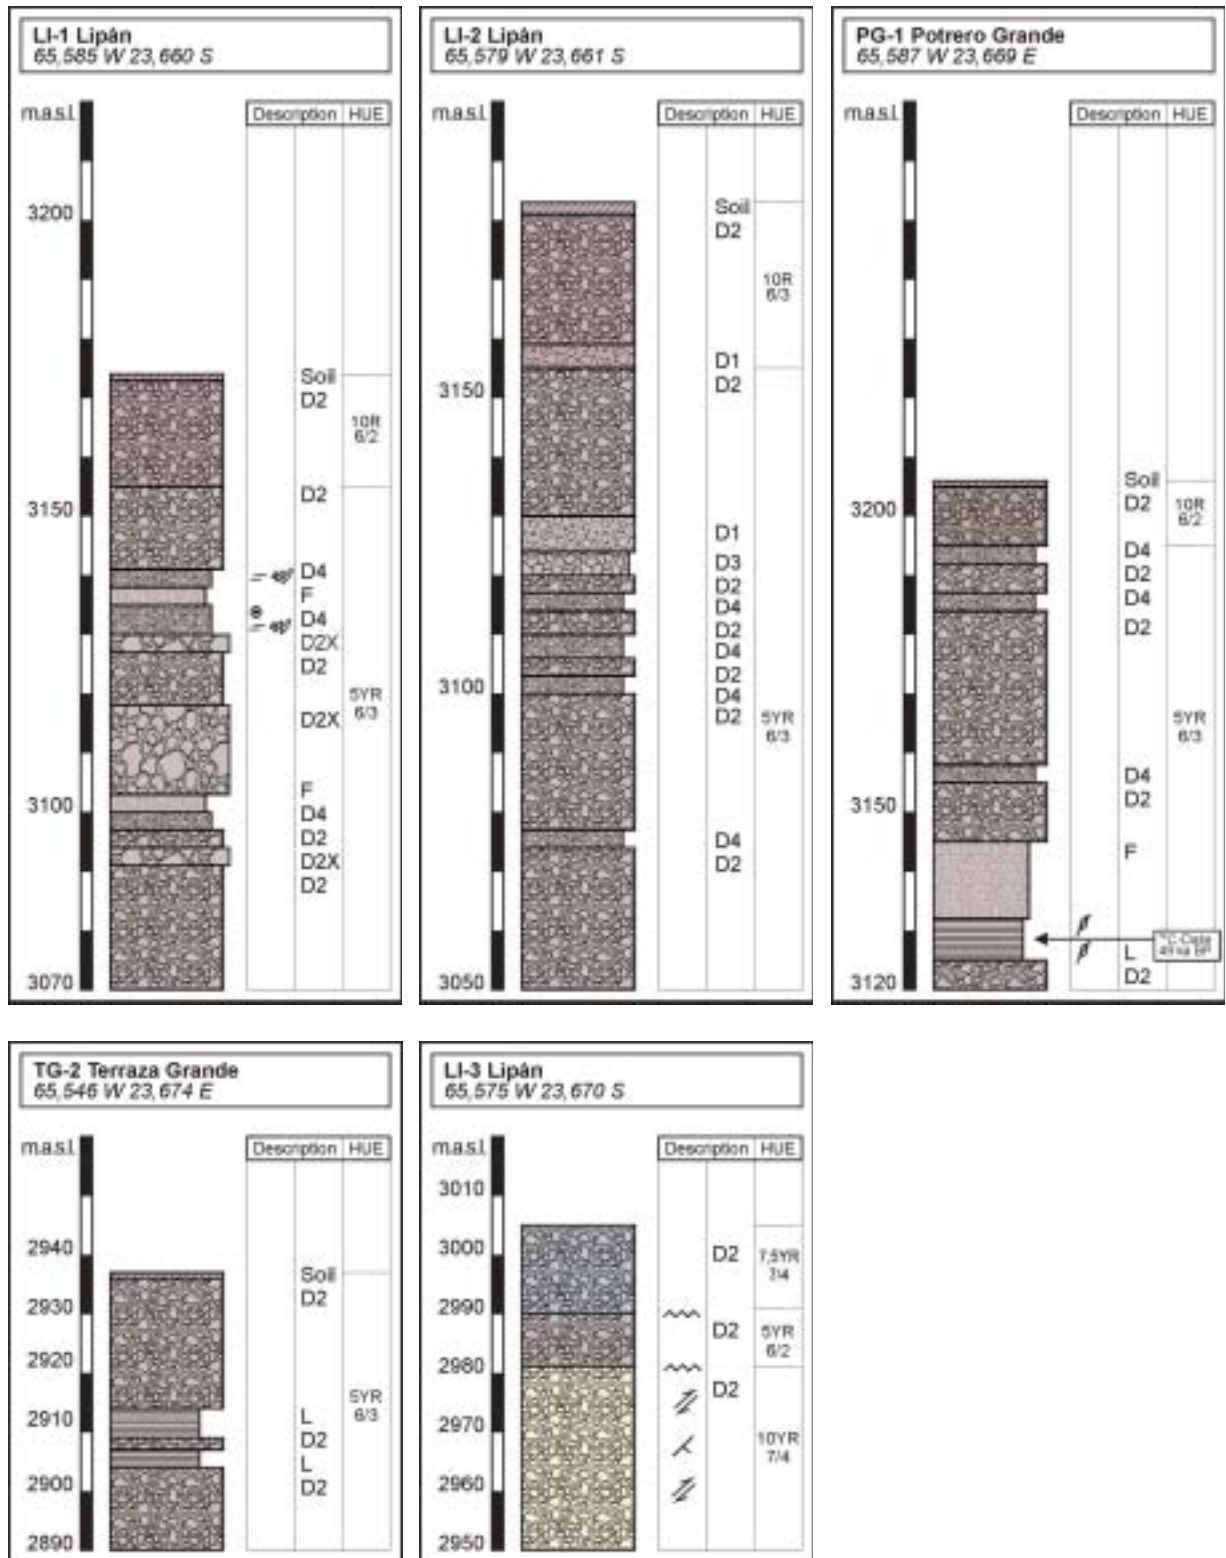 LI-1 Lipán
65,585 W 23,660 S
m.a.s.l.
Description HUE
3200
Soil
D2
10R
6/2
D2
3150
D4
F
D4
D2X
D2
5YR
6/3
D2X
F
3100
D4
D2
D2X
D2
3070
LI-2 Lipán
65,579 W 23,661 S
m.a.s.l.
Description HUE
Soil
D2
10R
6/3
D1
3150
D2
D1
D3
D2
D4
D2
D4
D2
3100
D4
D2
5YR
6/3
D4
D2
3050
PG-1 Potrero Grande
65,587 W 23,669 E
m.a.s.l.
Description HUE
Soil
D2
10R
6/2
3200
D4
D2
D4
D2
5YR
6/3
D4
3150
D2
F
L
D2
3120
TG-2 Terraza Grande
65,546 W 23,674 E
m.a.s.l.
Description HUE
2940
Soil
D2
2930
2920
5YR
6/3
2910
L
D2
L
2900
D2
2890
LI-3 Lipán
65,575 W 23,670 S
m.a.s.l.
Description HUE
3010
3000
D2
7,5YR
7/4
2990
D2
5YR
6/2
2980
D2
2970
10YR
7/4
2960
2950